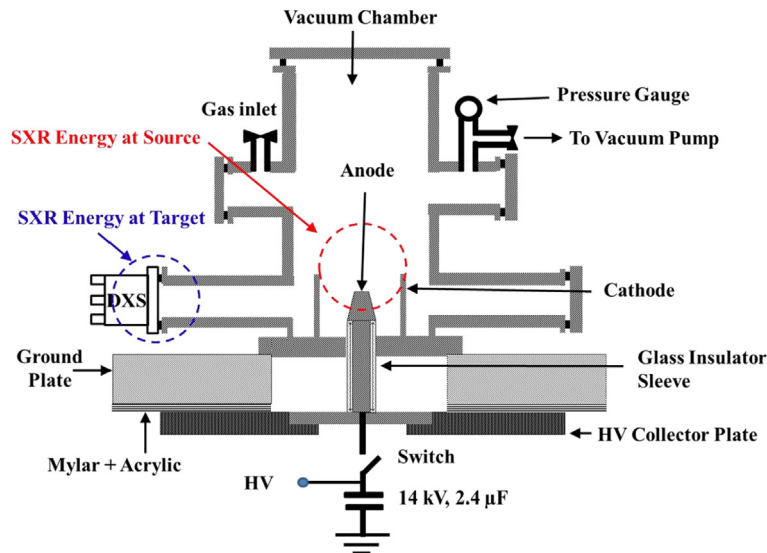 Vacuum Chamber
Gas inlet
Pressure Gauge
SXR Energy at Source
To Vacuum Pump
Anode
SXR Energy at Target
DXS
Cathode
Ground
Plate
Glass Insulator
Sleeve
HV Collector Plate
Mylar + Acrylic
Switch
HV
14 kV, 2.4 µF